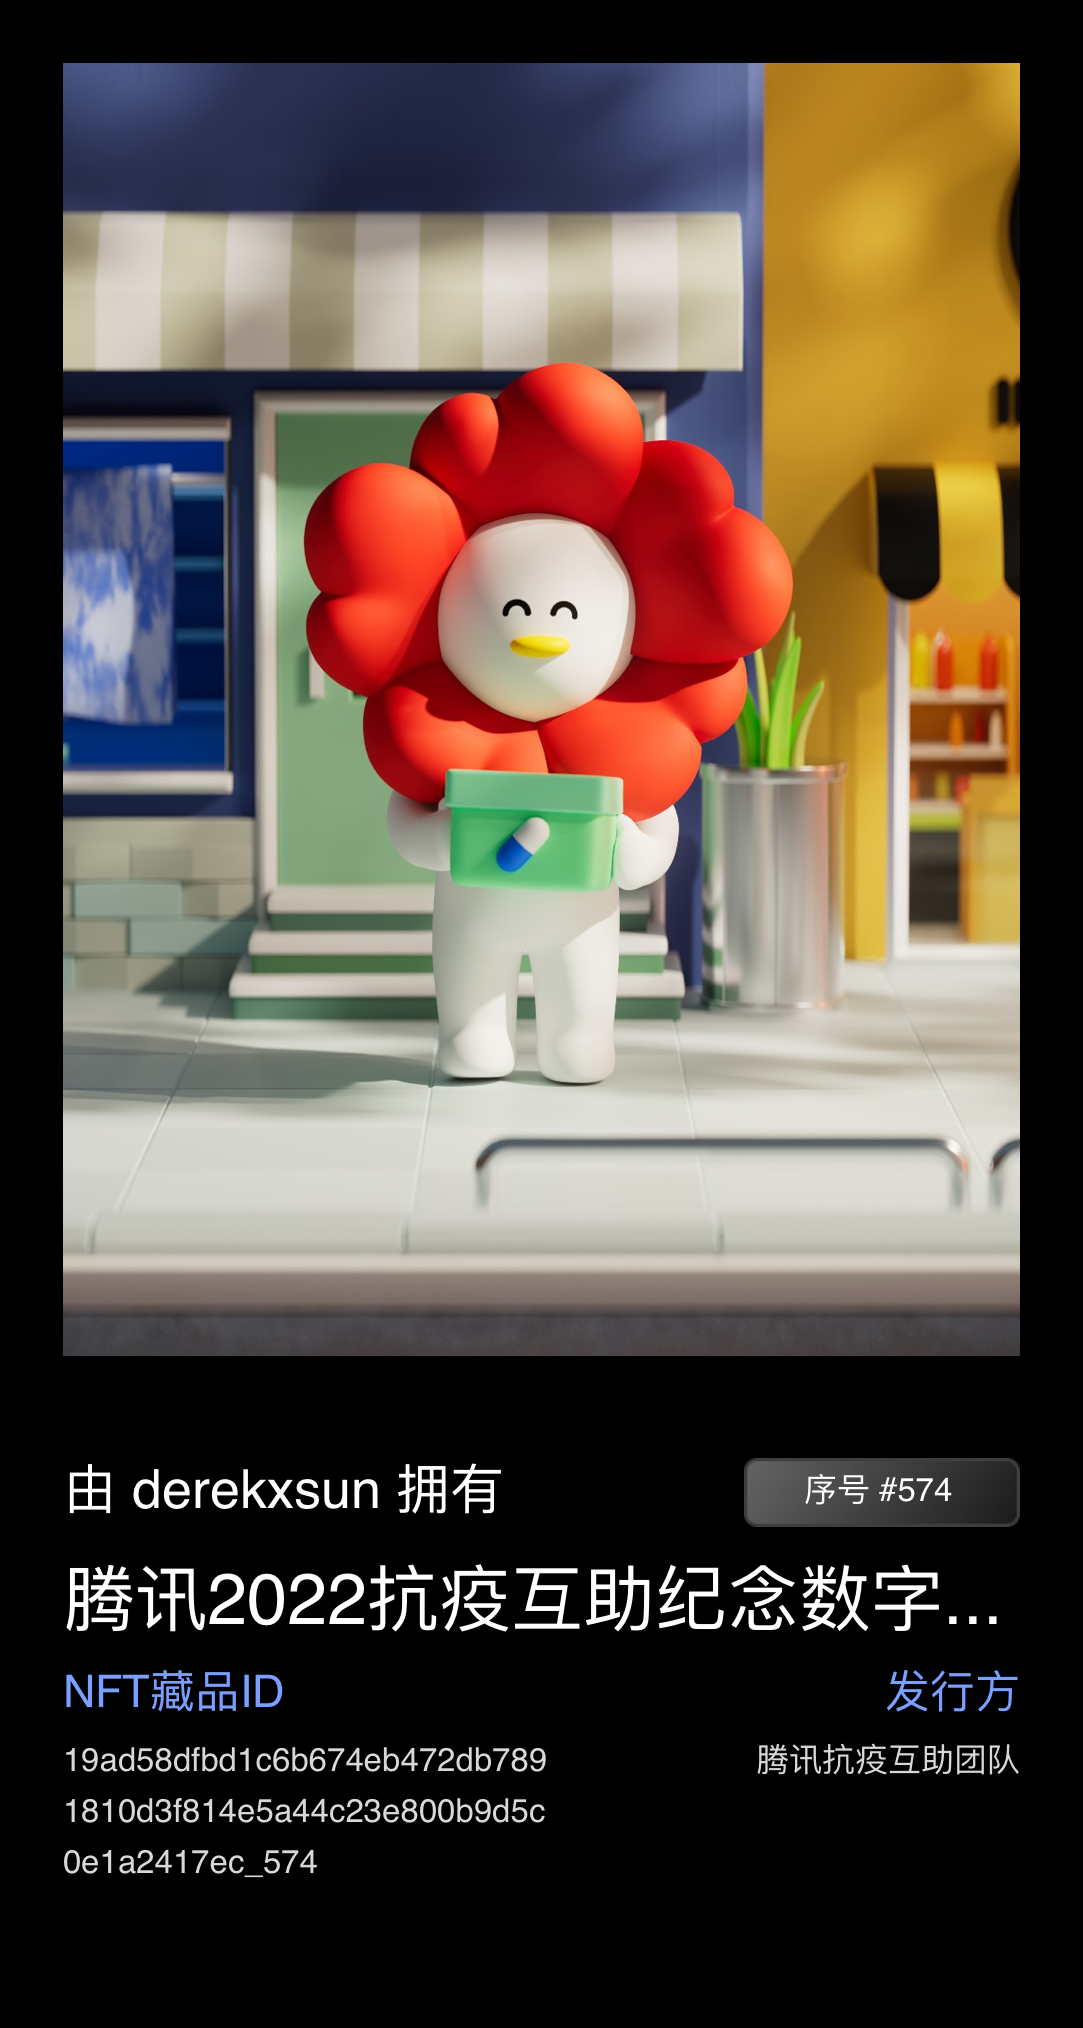 由 derekxsun 拥有
序号 #574
腾讯2022抗疫互助纪念数字...
NFT藏品ID
发行方
19ad58dfbd1c6b674eb472db789
腾讯抗疫互助团队
1810d3f814e5a44c23e800b9d5c
0e1a2417ec_574